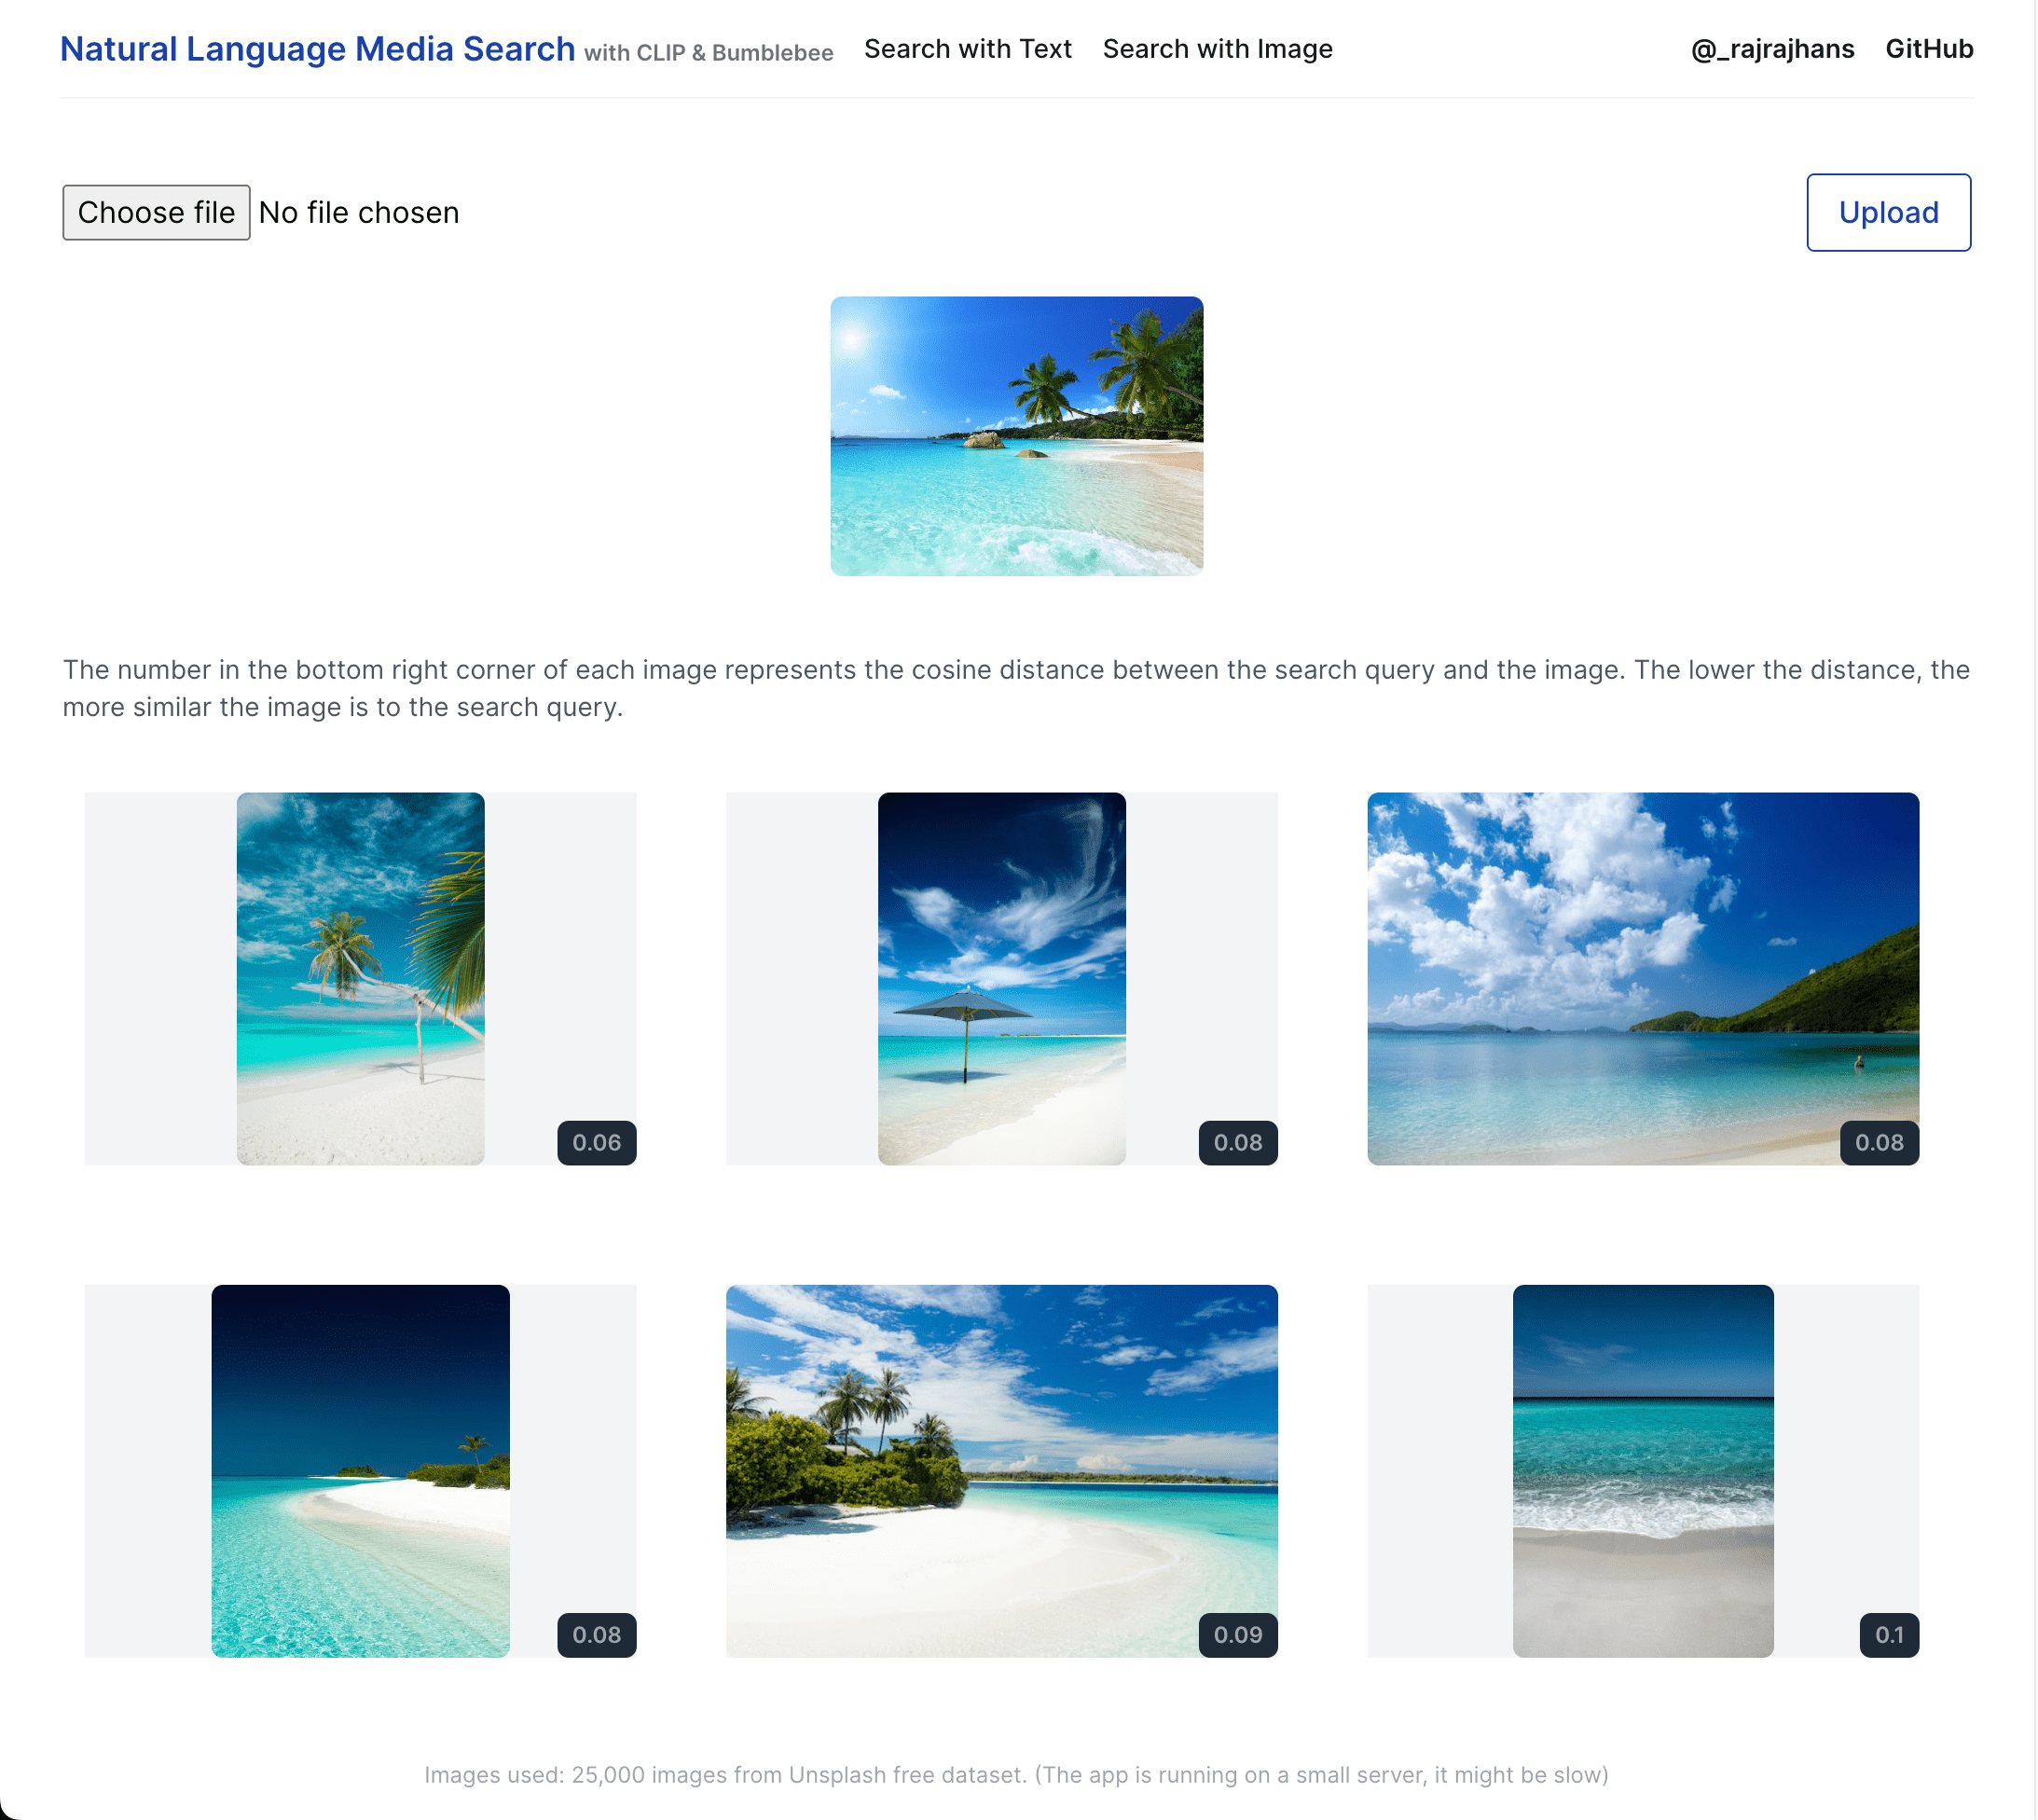 Natural Language Media Search with CLIP & Bumblebee Search with Text Search with Image @_rajrajhans GitHub
Choose file No file chosen Upload
The number in the bottom right corner of each image represents the cosine distance between the search query and the image. The lower the distance, the
more similar the image is to the search query.
0.06 0.08 0.08
0.08 0.09 0.1
Images used: 25,000 images from Unsplash free dataset. (The app is running on a small server, it might be slow)